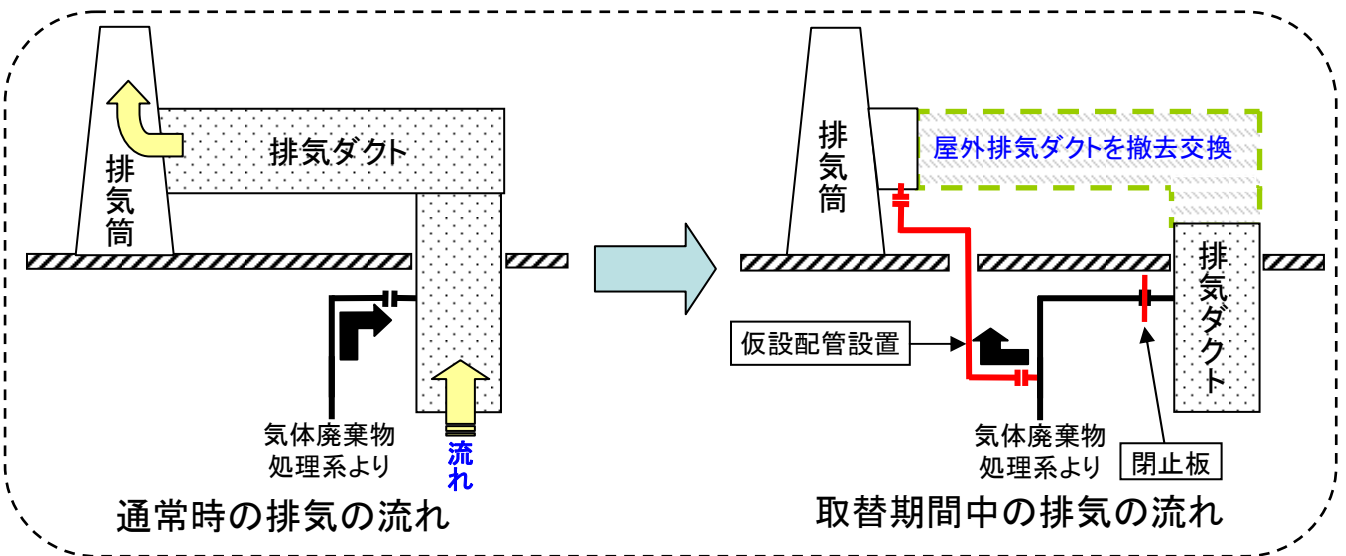 排気ダクト
排気筒
気体廃棄物
処理系より
流れ
通常時の排気の流れ
排気筒
屋外排気ダクトを撤去交換
排気ダクト
仮設配管設置
気体廃棄物
処理系より
閉止板
取替期間中の排気の流れ